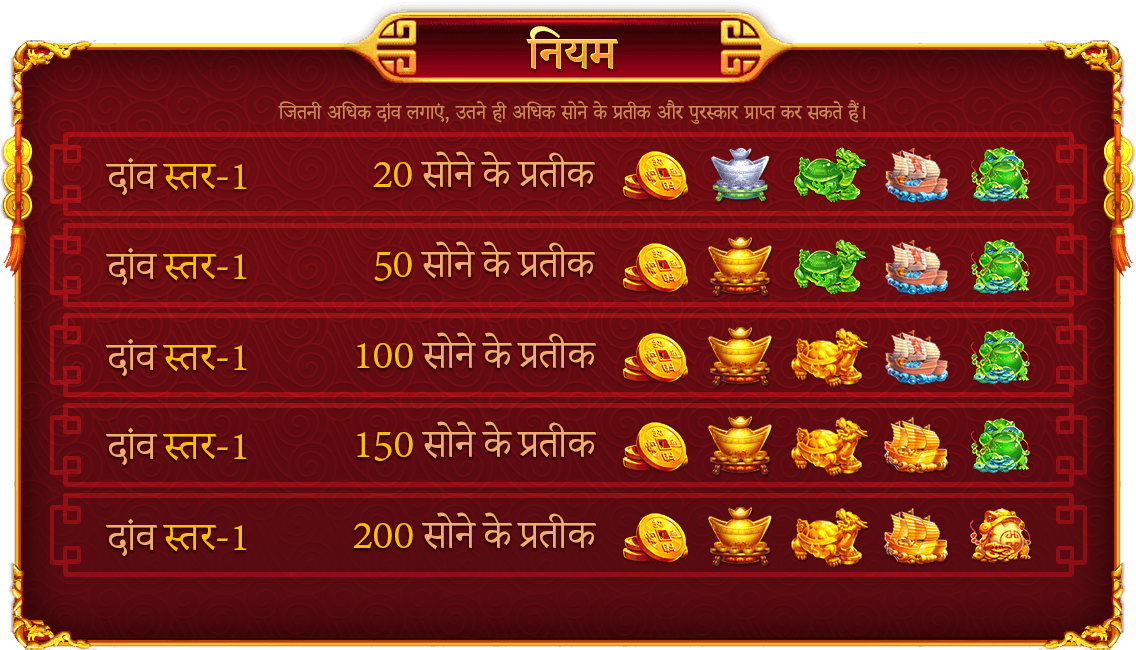 नियम
जितनी अधिक दांव लगाएं, उतने ही अधिक सोने के प्रतीक और पुरस्कार प्राप्त कर सकते हैं।
दांव स्तर-1 20 सोने के प्रतीक
दांव स्तर-1 50 सोने के प्रतीक
दांव स्तर-1 100 सोने के प्रतीक
दांव स्तर-1 150 सोने के प्रतीक
दांव स्तर-1 200 सोने के प्रतीक